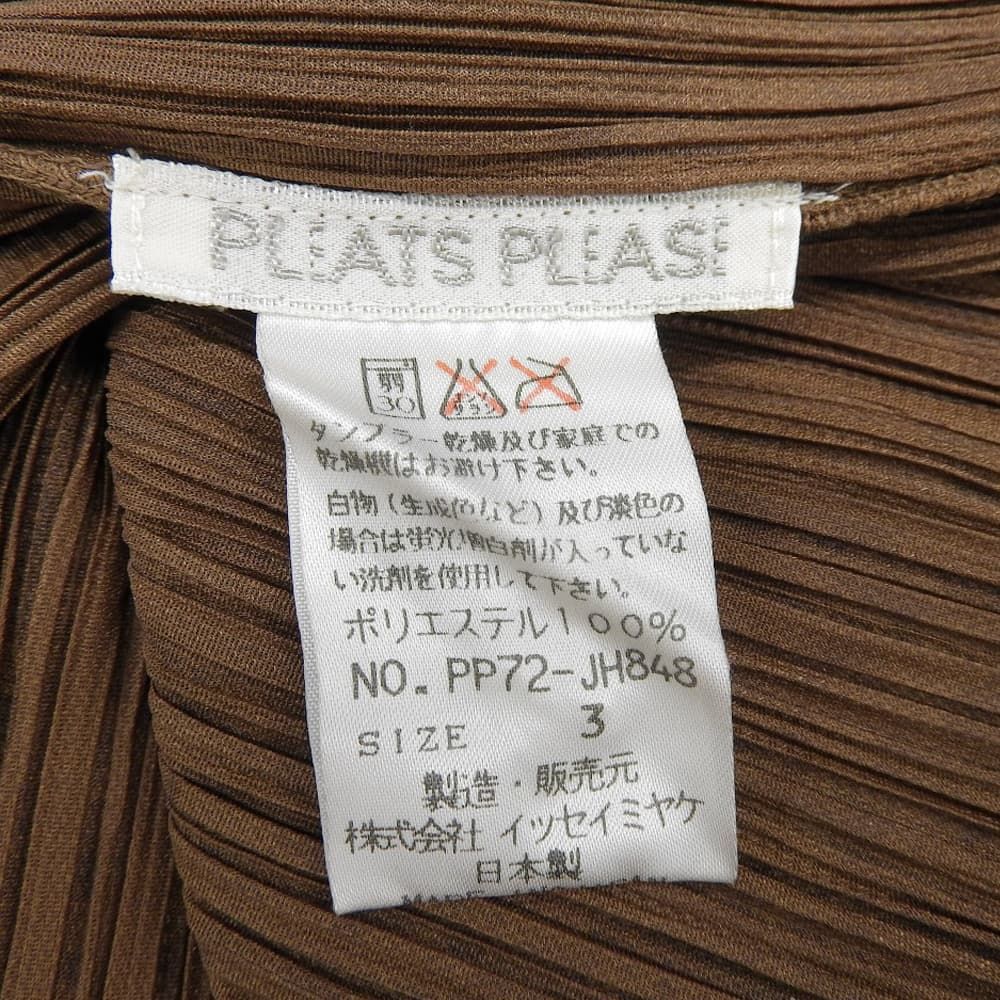 PLEATS PLEASE
弱
30
タンブラー乾燥及び家庭での
乾燥機はお避け下さい。
白物(生成色など)及び淡色の
場合は蛍光増白剤が入っていな
い洗剤を使用して下さい。
ポリエステル100%
NO. PP72-JH848
SIZE 3
製造・販売元
株式会社 イッセイミヤケ
日本製